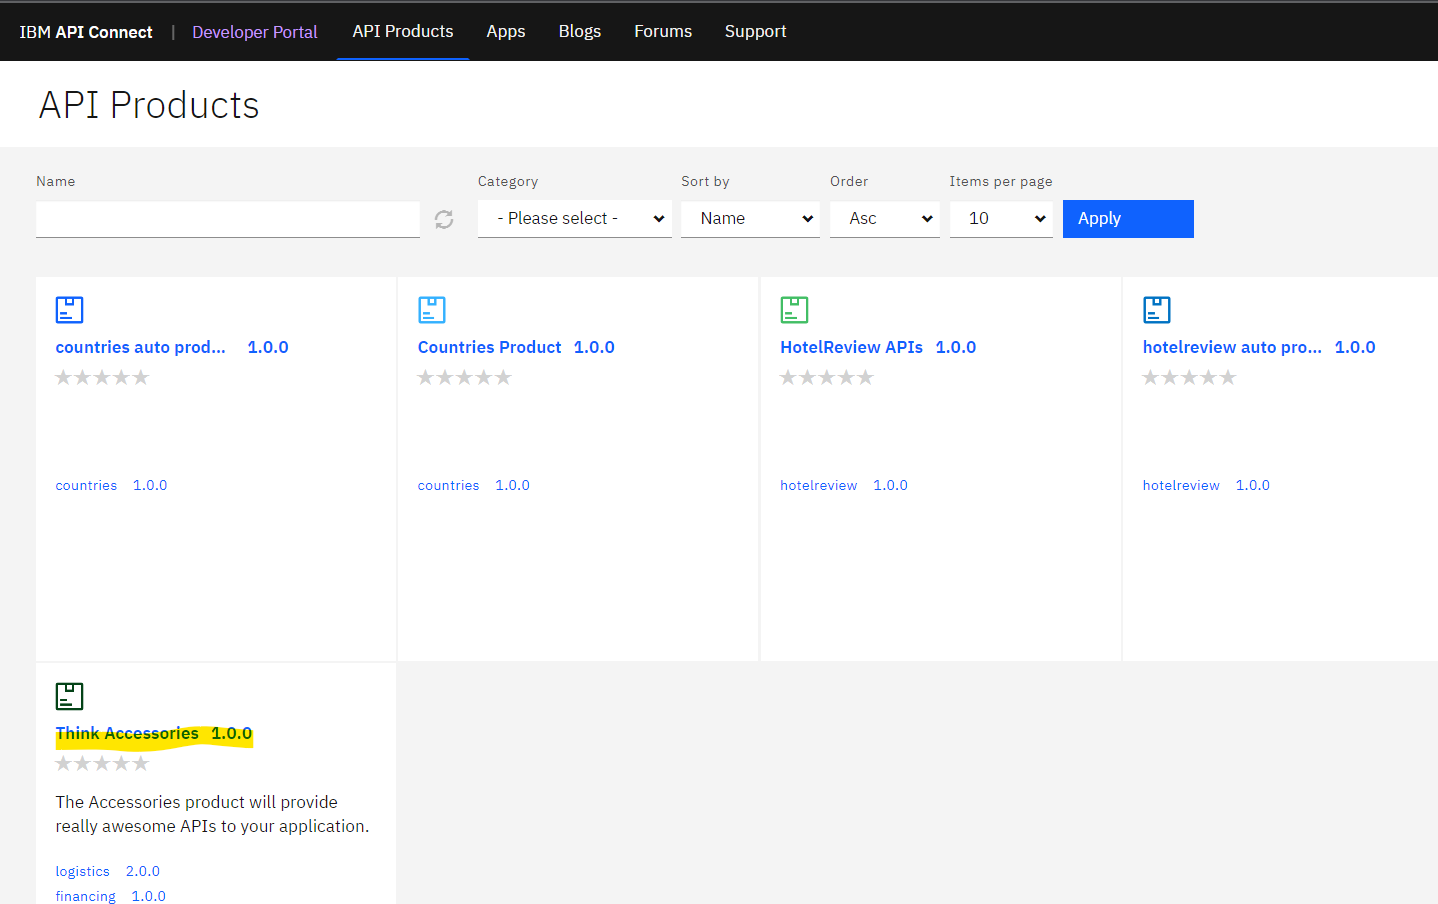 IBM API Connect | Developer Portal API Products Apps Blogs Forums Support
API Products
Name Category Sort by Order Items per page
- Please select - Name Asc 10 Apply
countries auto prod... 1.0.0
countries 1.0.0
Countries Product 1.0.0
countries 1.0.0
HotelReview APIs 1.0.0
hotelreview 1.0.0
hotelreview auto pro... 1.0.0
hotelreview 1.0.0
Think Accessories 1.0.0
The Accessories product will provide
really awesome APIs to your application.
logistics 2.0.0
financing 1.0.0